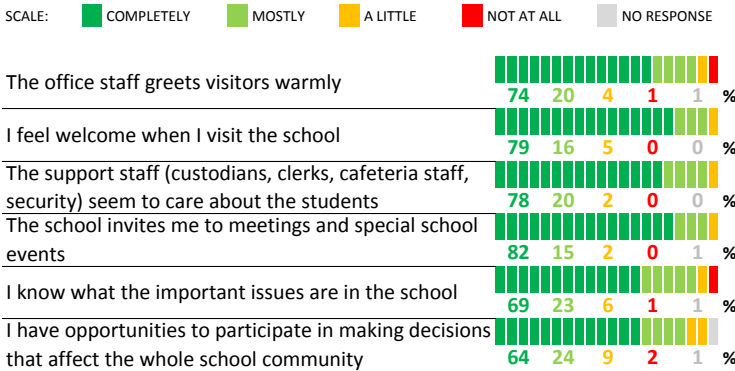 SCALE: COMPLETELY MOSTLY A LITTLE NOT AT ALL NO RESPONSE
The office staff greets visitors warmly
74 20 4 1 1 %
I feel welcome when I visit the school
79 16 5 0 0 %
The support staff (custodians, clerks, cafeteria staff,
security) seem to care about the students
78 20 2 0 0 %
The school invites me to meetings and special school
events
82 15 2 0 1 %
I know what the important issues are in the school
69 23 6 1 1 %
I have opportunities to participate in making decisions
that affect the whole school community
64 24 9 2 1 %